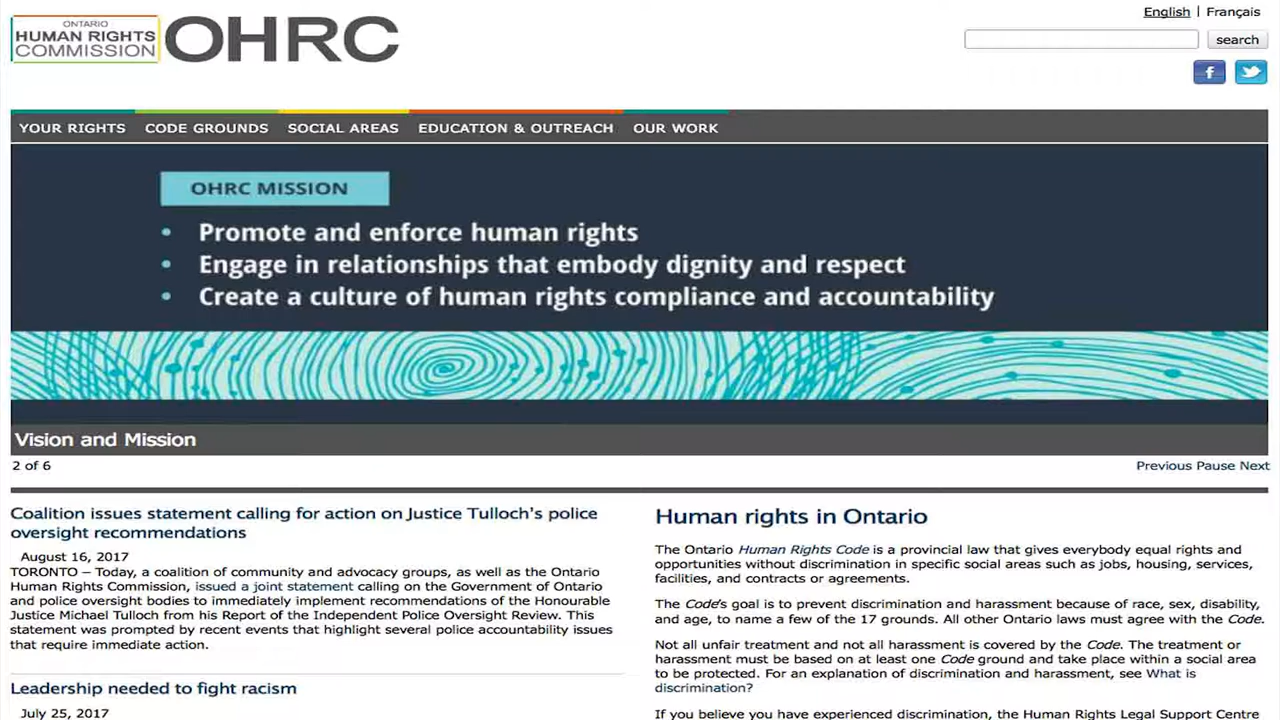 ONTARIO
HUMAN RIGHTS
COMMISSION
OHRC
English | Français
search
f
YOUR RIGHTS CODE GROUNDS SOCIAL AREAS EDUCATION & OUTREACH OUR WORK
OHRC MISSION
• Promote and enforce human rights
• Engage in relationships that embody dignity and respect
• Create a culture of human rights compliance and accountability
Vision and Mission
2 of 6
Previous Pause Next
Coalition issues statement calling for action on Justice Tulloch's police
oversight recommendations
August 16, 2017
TORONTO – Today, a coalition of community and advocacy groups, as well as the Ontario
Human Rights Commission, issued a joint statement calling on the Government of Ontario
and police oversight bodies to immediately implement recommendations of the Honourable
Justice Michael Tulloch from his Report of the Independent Police Oversight Review. This
statement was prompted by recent events that highlight several police accountability issues
that require immediate action.
Leadership needed to fight racism
July 25, 2017
Human rights in Ontario
The Ontario Human Rights Code is a provincial law that gives everybody equal rights and
opportunities without discrimination in specific social areas such as jobs, housing, services,
facilities, and contracts or agreements.
The Code's goal is to prevent discrimination and harassment because of race, sex, disability,
and age, to name a few of the 17 grounds. All other Ontario laws must agree with the Code.
Not all unfair treatment and not all harassment is covered by the Code. The treatment or
harassment must be based on at least one Code ground and take place within a social area
to be protected. For an explanation of discrimination and harassment, see What is
discrimination?
If you believe you have experienced discrimination, the Human Rights Legal Support Centre